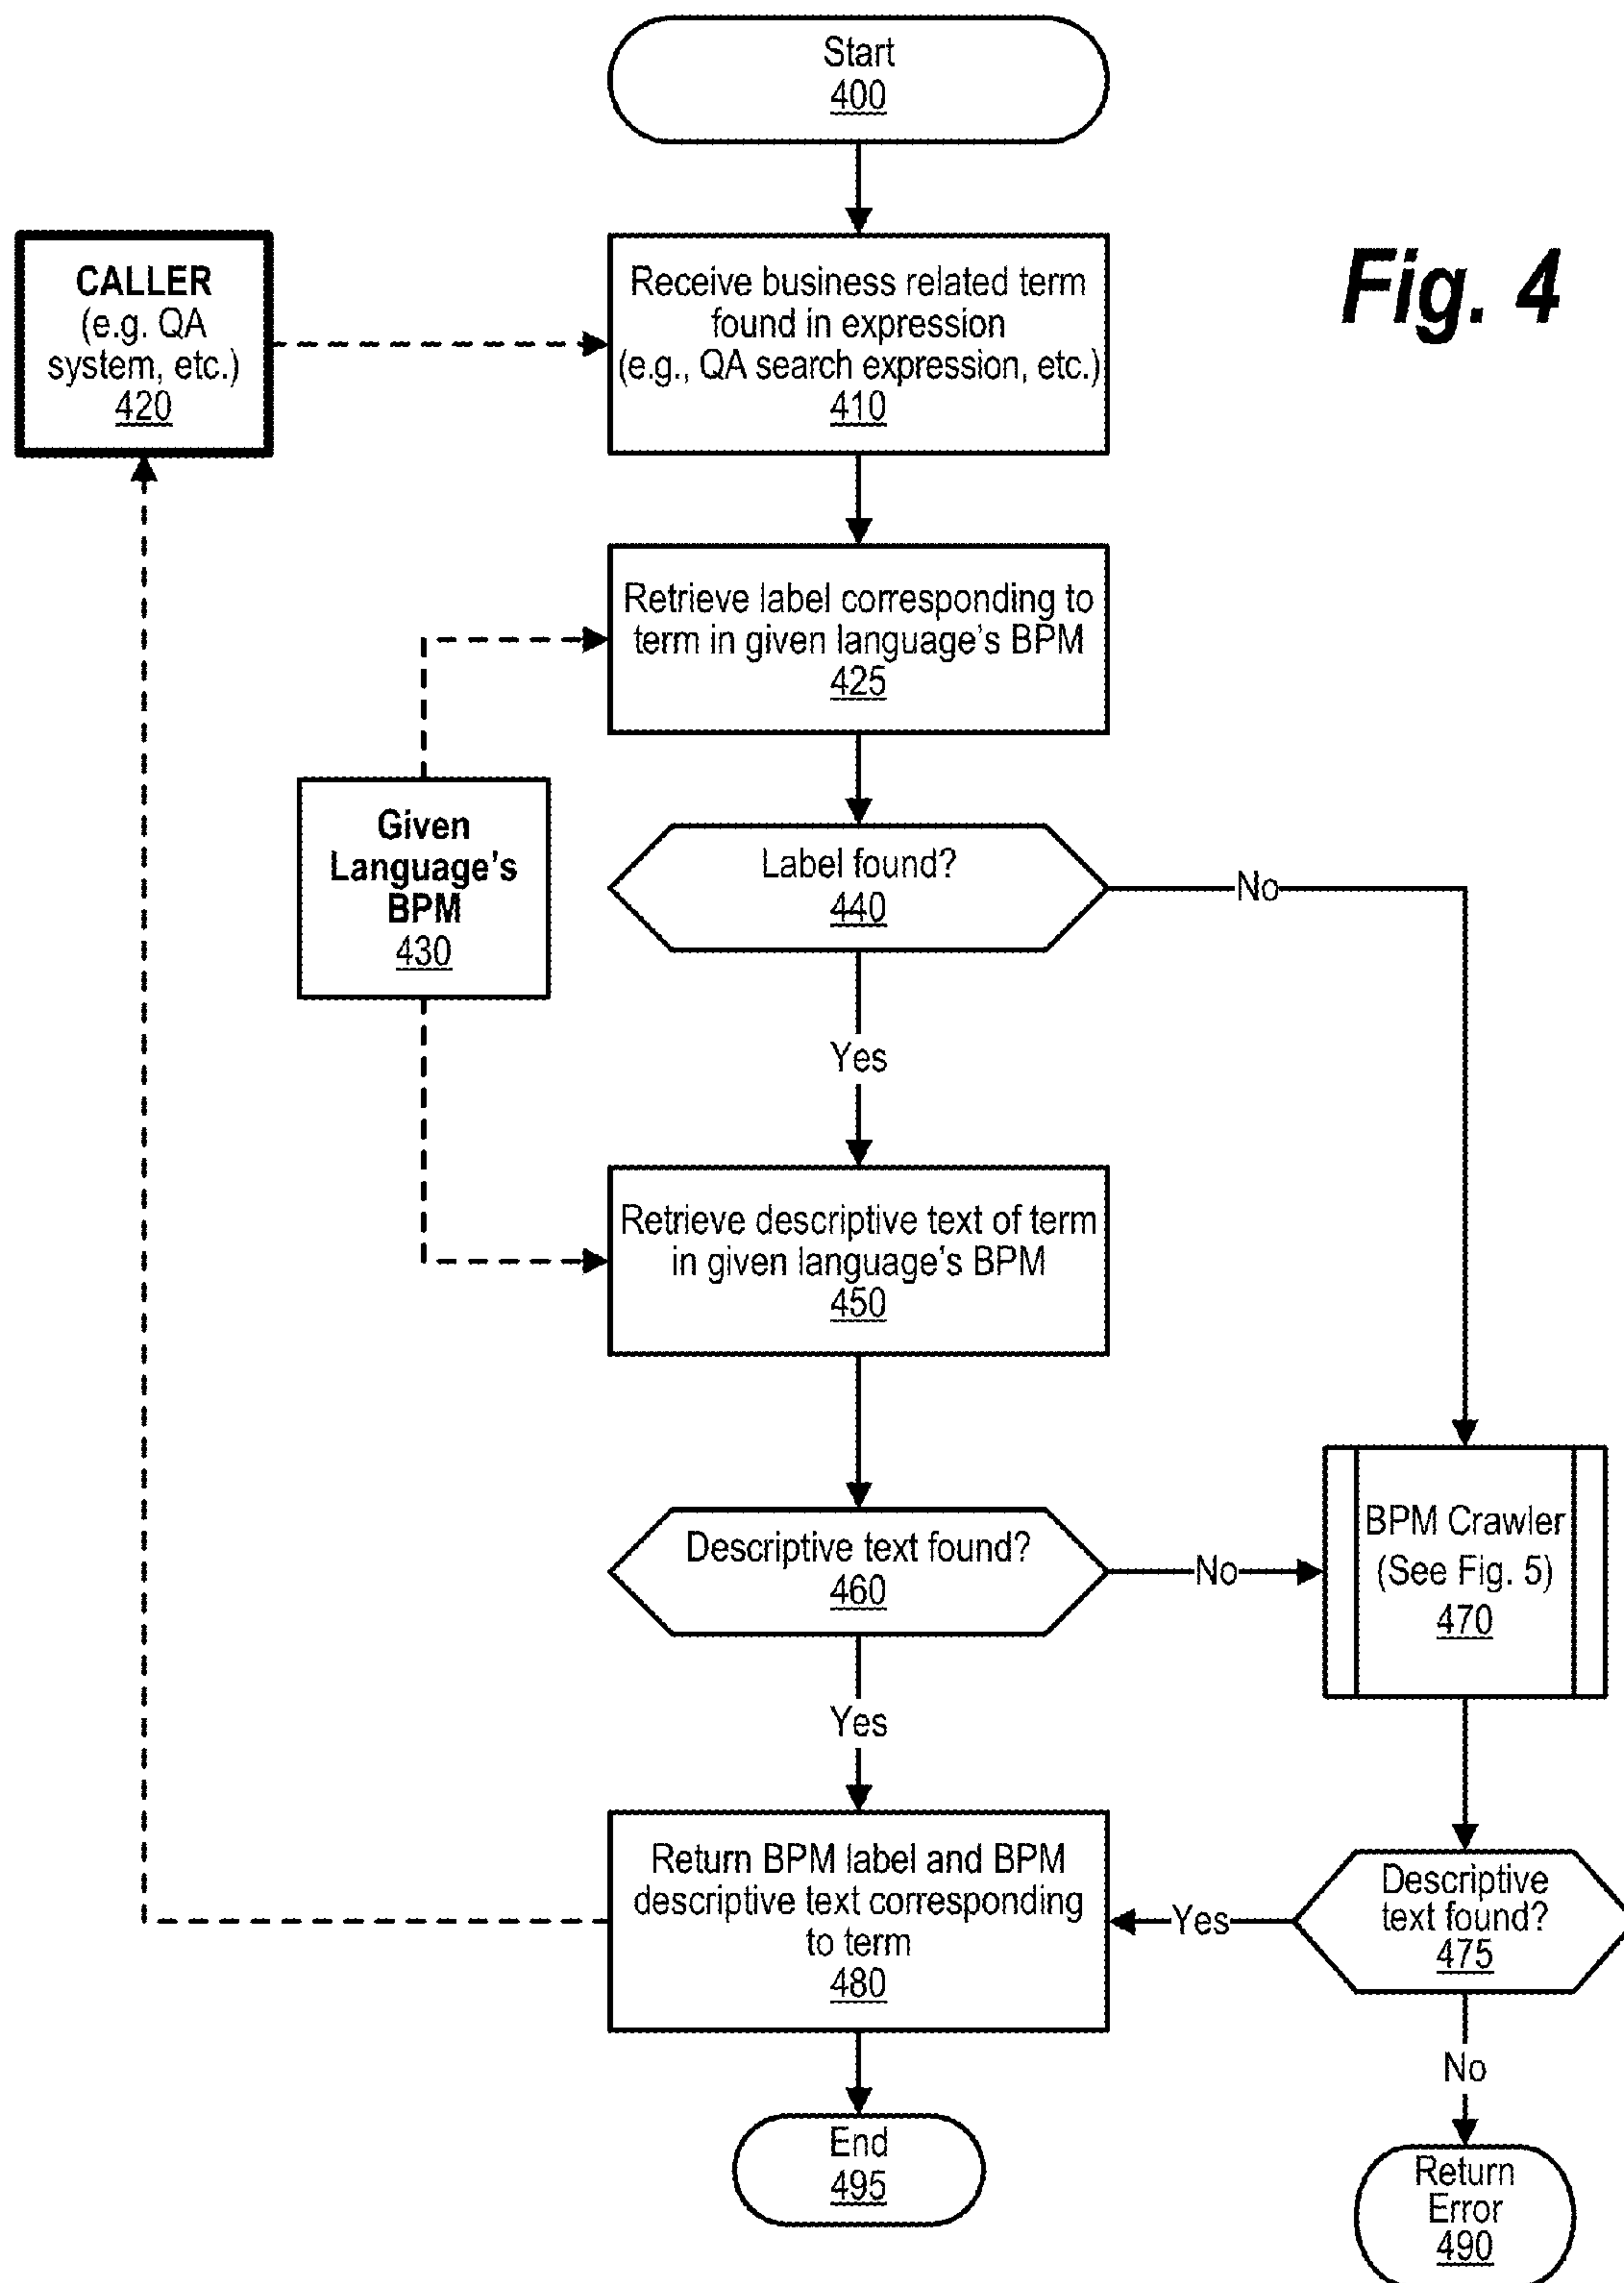 Start
400
Fig. 4
CALLER
(e.g. QA
system, etc.)
420
Receive business related term
found in expression
(e.g., QA search expression, etc.)
410
Retrieve label corresponding to
term in given language's BPM
425
Given
Language's
BPM
430
Label found?
440
No
Yes
Retrieve descriptive text of term
in given language's BPM
450
Descriptive text found?
460
No
BPM Crawler
(See Fig. 5)
470
Yes
Return BPM label and BPM
descriptive text corresponding
to term
480
Yes
Descriptive
text found?
475
No
End
495
Return
Error
490